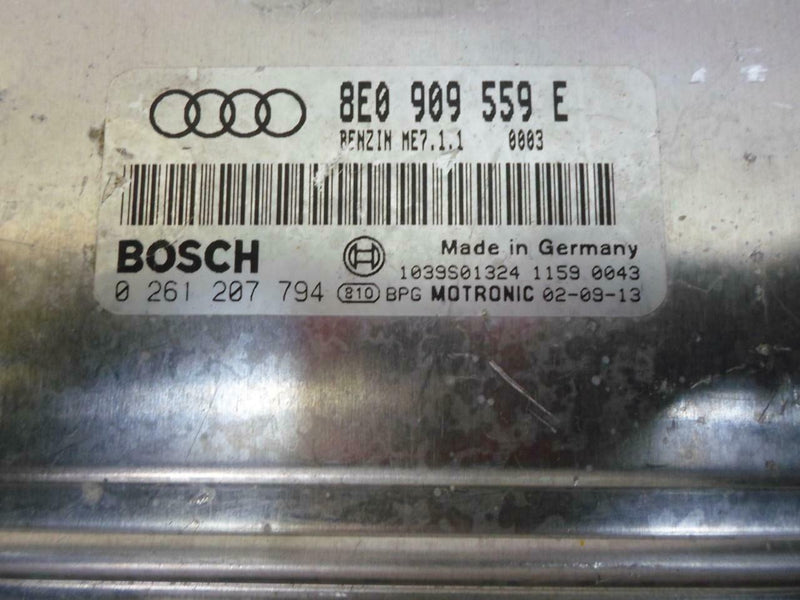 8E0 909 559 E
BENZIN ME7.1.1 0003
BOSCH
Made in Germany
1039S01324 1159 0043
0 261 207 794 810 BPG MOTRONIC 02-09-13